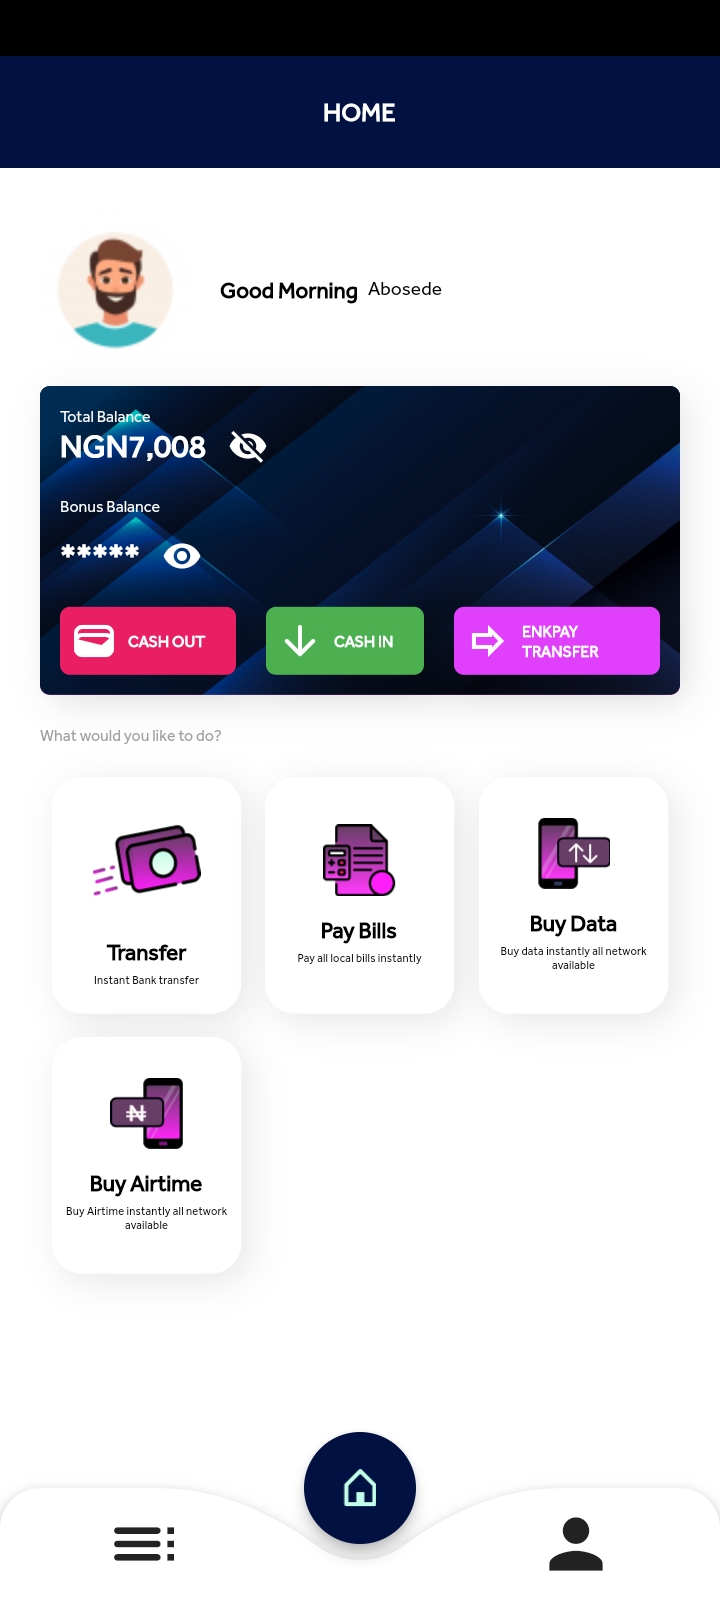 HOME
Good Morning Abosede
Total Balance
NGN7,008
Bonus Balance
*****
CASH OUT
CASH IN
ENKPAY
TRANSFER
What would you like to do?
Transfer
Instant Bank transfer
Pay Bills
Pay all local bills instantly
Buy Data
Buy data instantly all network
available
₦
Buy Airtime
Buy Airtime instantly all network
available